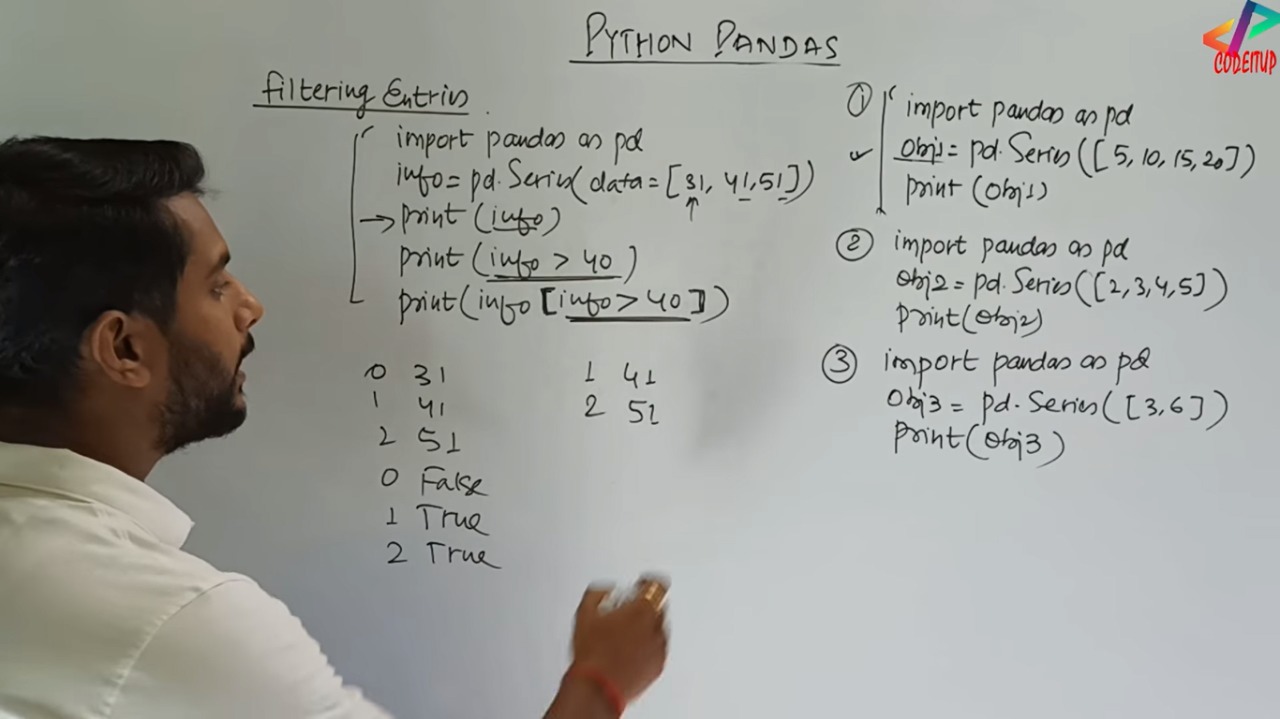 PYTHON PANDAS
CODEITUP
Filtering Entries
import pandas as pd
info = pd.Series(data = [31, 41, 51])
print (info)
print (info > 40)
print (info [info > 40])
0 31
1 41
2 51
0 False
1 True
2 True
1 41
2 51
① import pandas as pd
obj1 = pd.Series([5, 10, 15, 20])
print (obj1)
② import pandas as pd
obj2 = pd.Series([2, 3, 4, 5])
print (obj2)
③ import pandas as pd
obj3 = pd.Series([3, 6])
print (obj3)